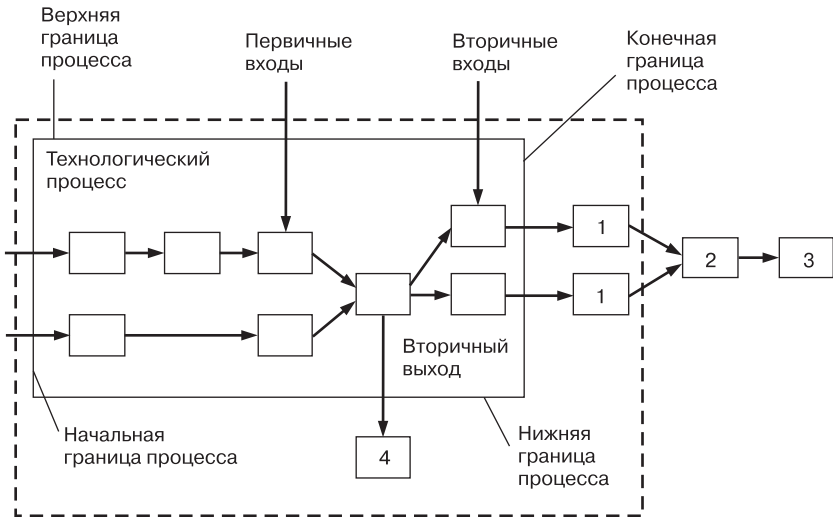 Верхняя
граница
процесса
Первичные
входы
Вторичные
входы
Конечная
граница
процесса
Технологический
процесс
1
2
3
1
Вторичный
выход
Начальная
граница процесса
4
Нижняя
граница
процесса